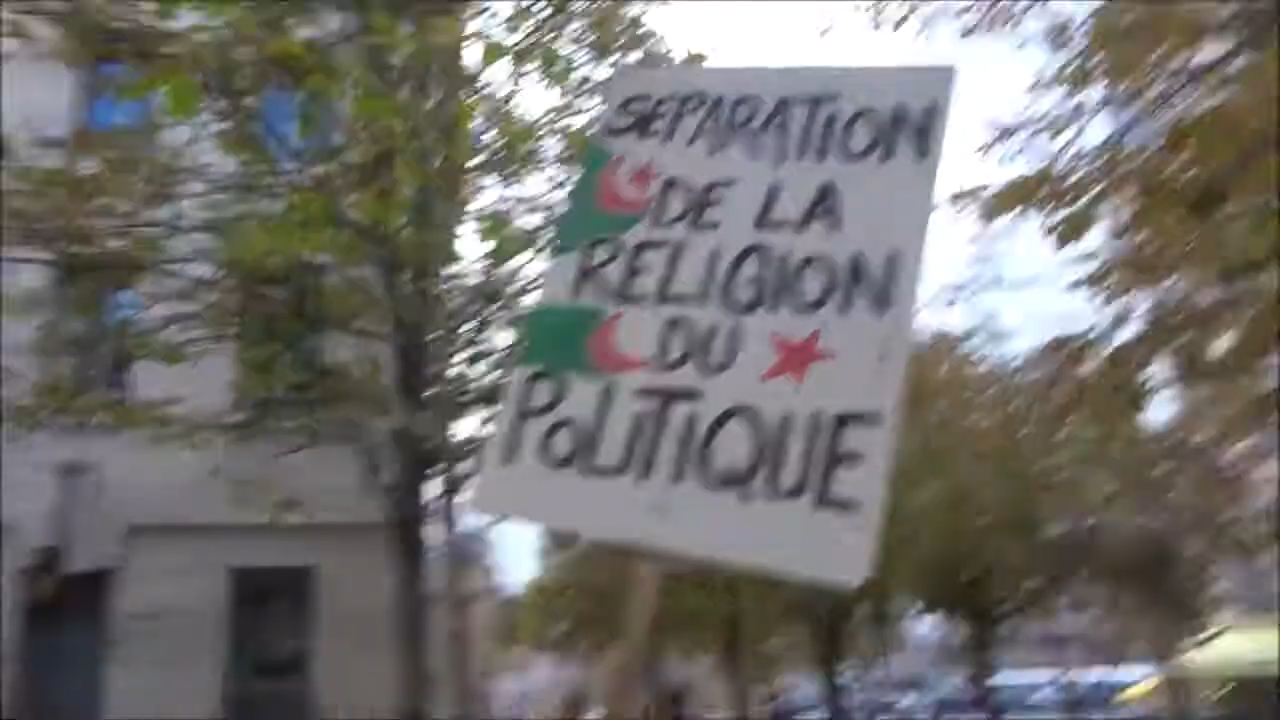 SEPARATION
DE LA
RELIGION
DU
POLITIQUE